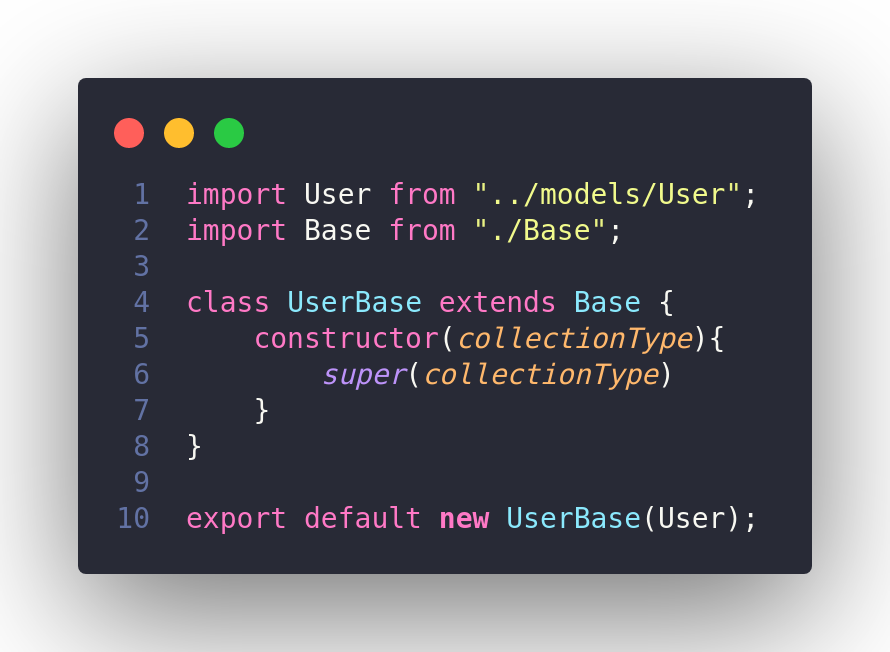 1 import User from "../models/User";
2 import Base from "./Base";
3
4 class UserBase extends Base {
5     constructor(collectionType){
6         super(collectionType)
7     }
8 }
9
10 export default new UserBase(User);